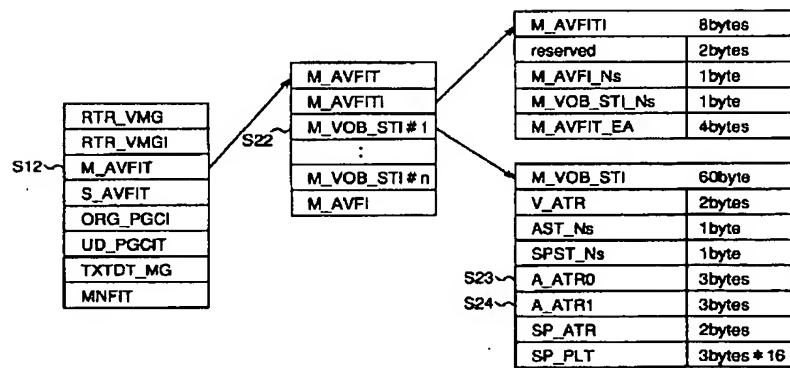 RTR_VMG
RTR_VMGI
S12 M_AVFIT
S_AVFIT
ORG_PGCI
UD_PGCIT
TXTDT_MG
MNFIT
M_AVFIT
M_AVFITI
S22 M_VOB_STI # 1
:
M_VOB_STI # n
M_AVFI
M_AVFITI 8bytes
reserved 2bytes
M_AVFI_Ns 1byte
M_VOB_STI_Ns 1byte
M_AVFIT_EA 4bytes
M_VOB_STI 60byte
V_ATR 2bytes
AST_Ns 1byte
SPST_Ns 1byte
S23 A_ATR0 3bytes
S24 A_ATR1 3bytes
SP_ATR 2bytes
SP_PLT 3bytes * 16